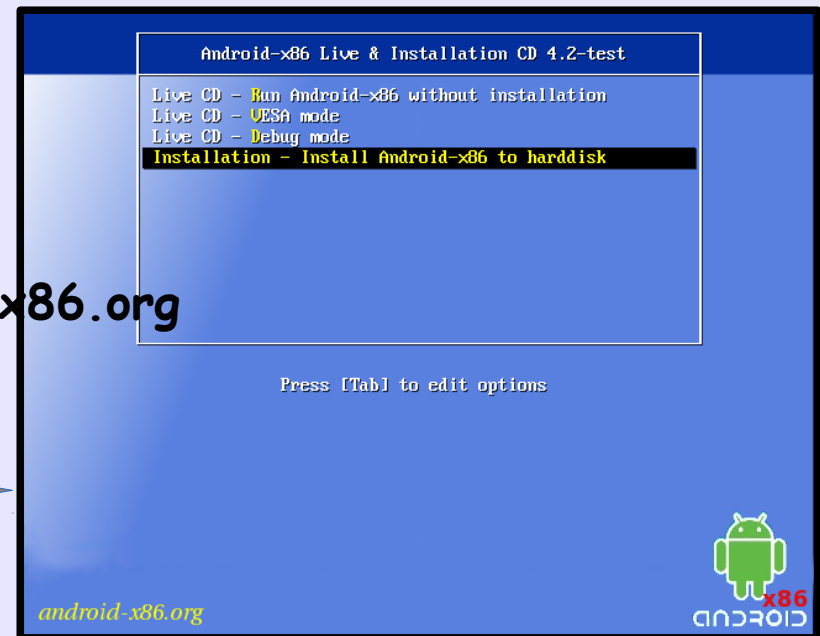 Android-x86 Live & Installation CD 4.2-test
Live CD - Run Android-x86 without installation
Live CD - VESA mode
Live CD - Debug mode
Installation - Install Android-x86 to harddisk
x86.org
Press [Tab] to edit options
android-x86.org
x86
android